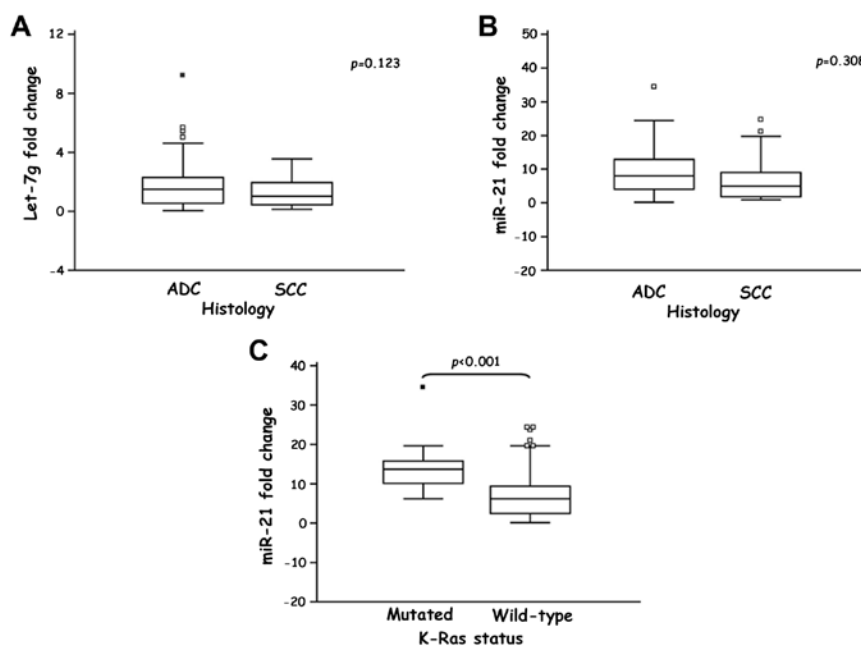 A
12
8
4
0
-4
Let-7g fold change
p=0.123
ADC SCC
Histology
B
50
40
30
20
10
0
-10
-20
miR-21 fold change
p=0.308
ADC SCC
Histology
C
40
30
20
10
0
-10
-20
miR-21 fold change
p<0.001
Mutated Wild-type
K-Ras status